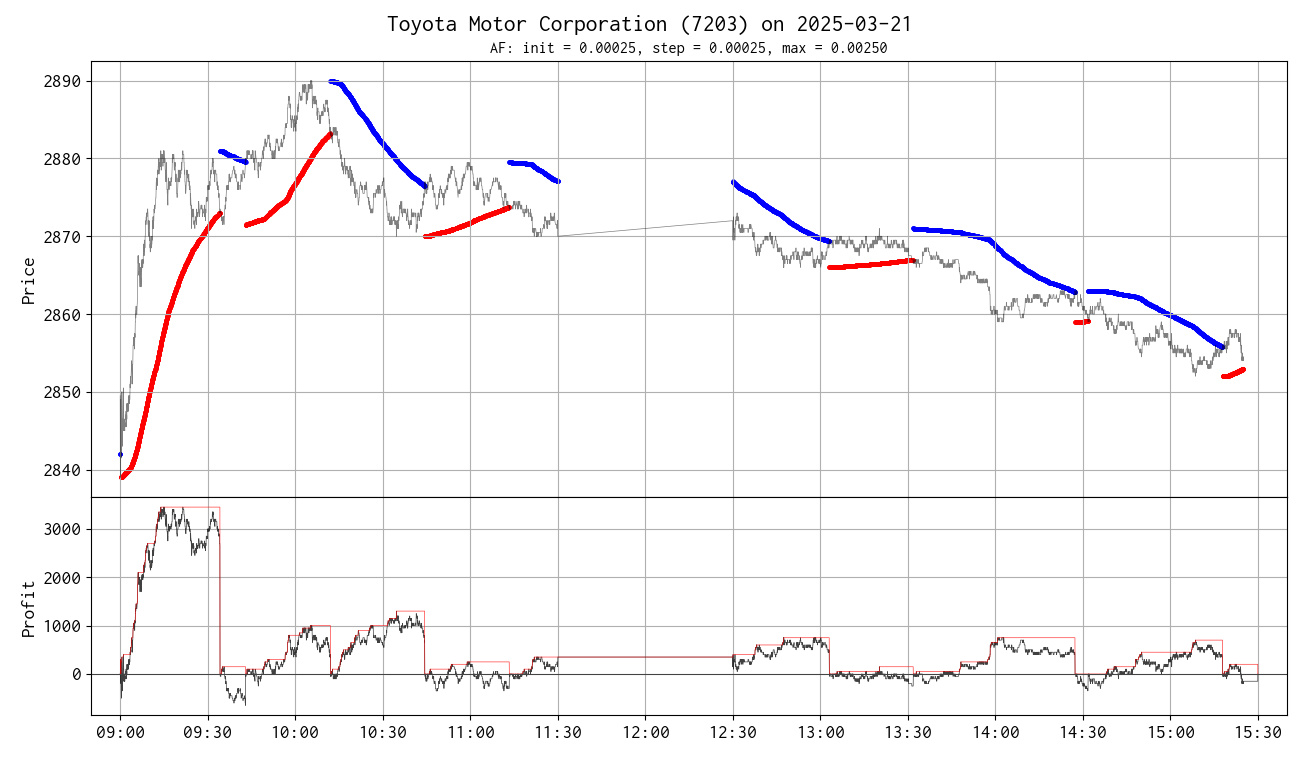 Toyota Motor Corporation (7203) on 2025-03-21
AF: init = 0.00025, step = 0.00025, max = 0.00250
Price
2890
2880
2870
2860
2850
2840
Profit
3000
2000
1000
0
09:00 09:30 10:00 10:30 11:00 11:30 12:00 12:30 13:00 13:30 14:00 14:30 15:00 15:30